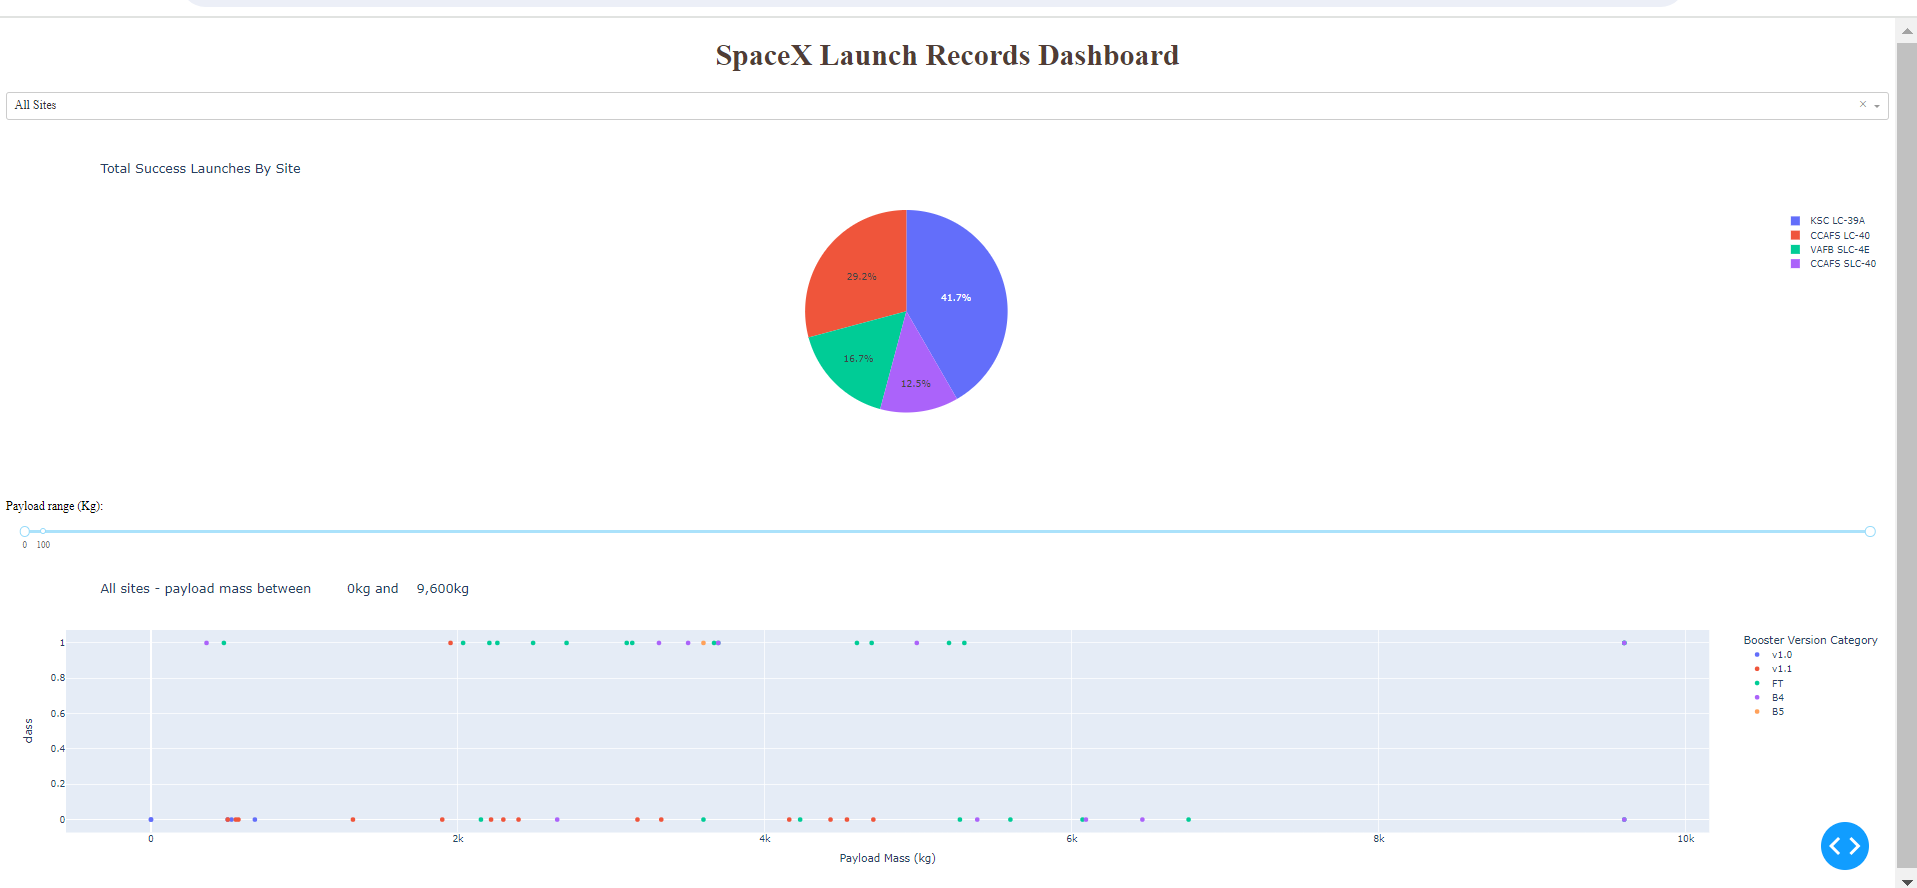 SpaceX Launch Records Dashboard
All Sites
Total Success Launches By Site
KSC LC-39A
CCAFS LC-40
VAFB SLC-4E
CCAFS SLC-40
29.2%
41.7%
16.7%
12.5%
Payload range (Kg):
0 100
All sites - payload mass between 0kg and 9,600kg
Booster Version Category
v1.0
v1.1
FT
B4
B5
class
1
0.8
0.6
0.4
0.2
0
0 2k 4k 6k 8k 10k
Payload Mass (kg)